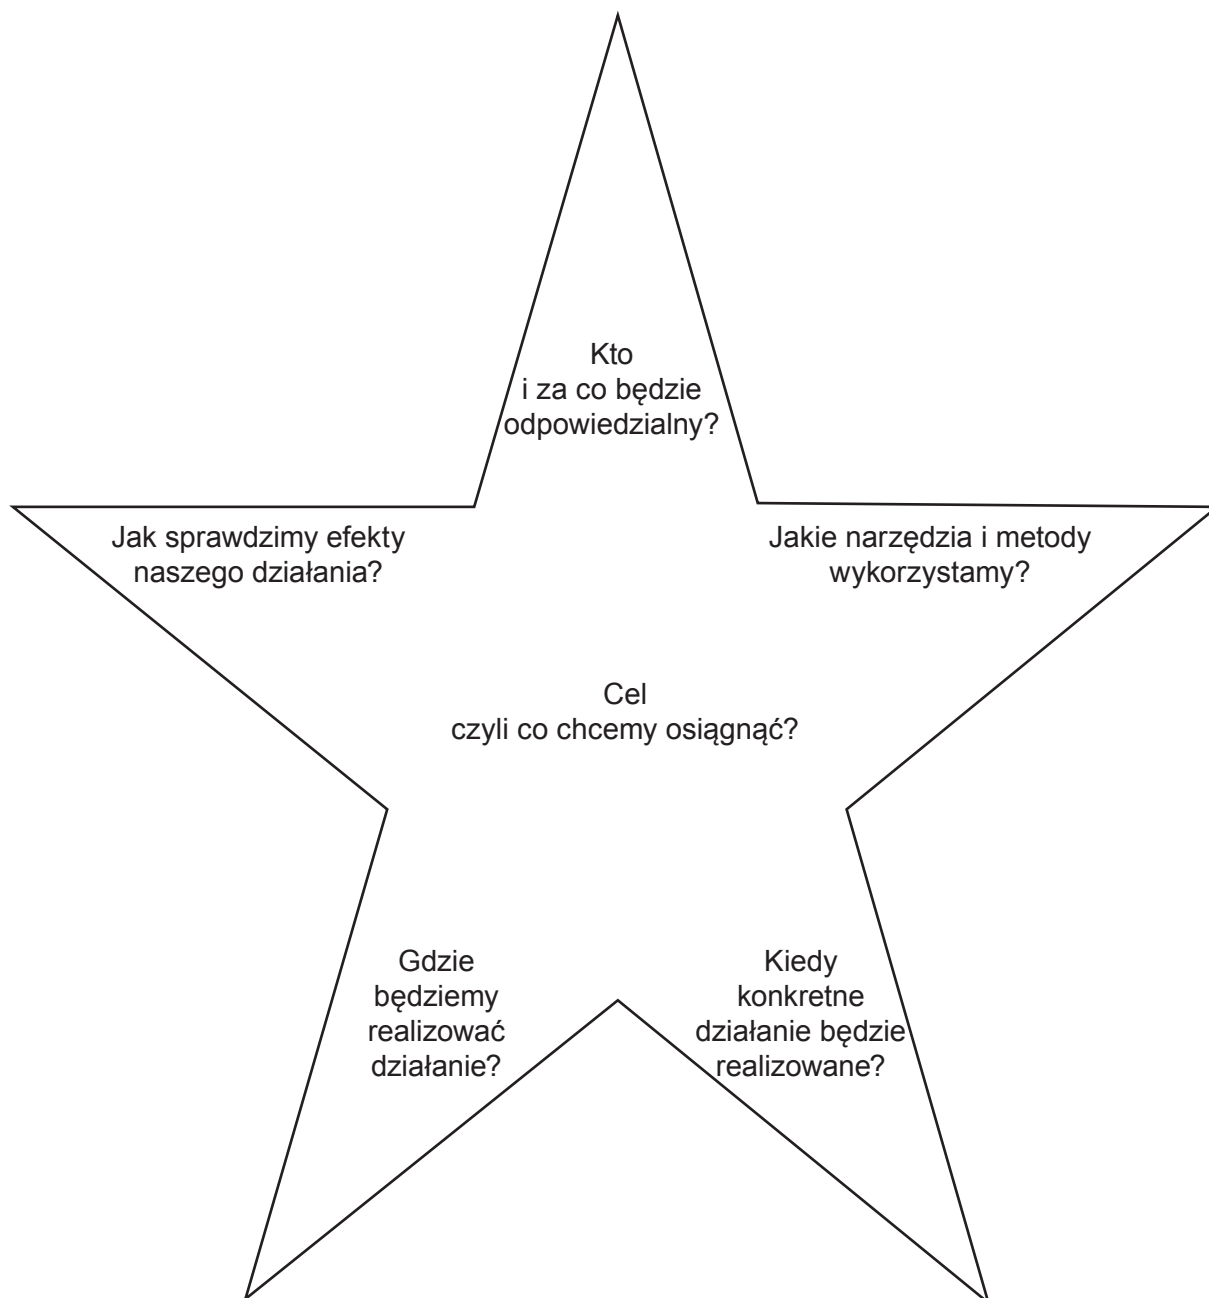 Kto
i za co będzie
odpowiedzialny?
Jak sprawdzimy efekty
naszego działania?
Jakie narzędzia i metody
wykorzystamy?
Cel
czyli co chcemy osiągnąć?
Gdzie
będziemy
realizować
działanie?
Kiedy
konkretne
działanie będzie
realizowane?